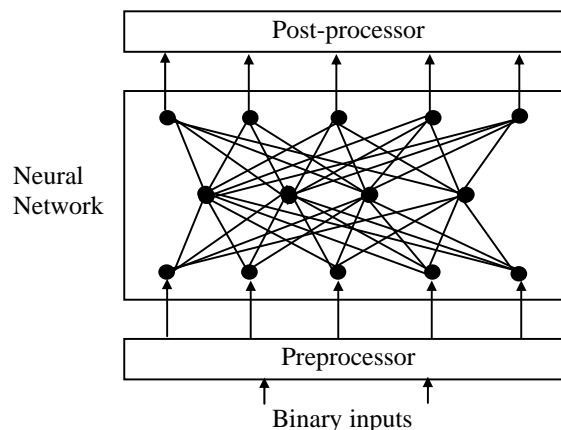 Post-processor
Neural
Network
Preprocessor
Binary inputs